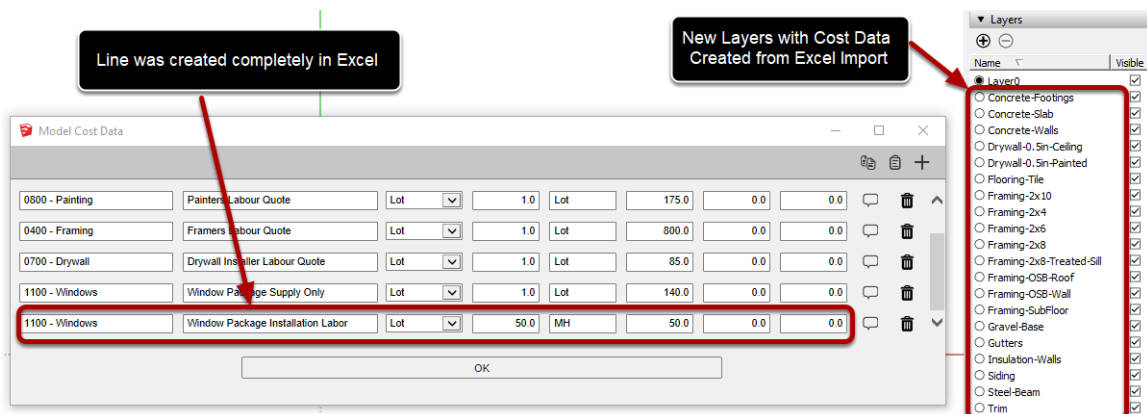 Line was created completely in Excel
New Layers with Cost Data
Created from Excel Import
Model Cost Data
0800 - Painting Painters Labour Quote Lot 1.0 Lot 175.0 0.0 0.0
0400 - Framing Framers Labour Quote Lot 1.0 Lot 800.0 0.0 0.0
0700 - Drywall Drywall Installer Labour Quote Lot 1.0 Lot 85.0 0.0 0.0
1100 - Windows Window Package Supply Only Lot 1.0 Lot 140.0 0.0 0.0
1100 - Windows Window Package Installation Labor Lot 50.0 MH 50.0 0.0 0.0
OK
Layers
Name Visible
Layer0
Concrete-Footings
Concrete-Slab
Concrete-Walls
Drywall-0.5in-Ceiling
Drywall-0.5in-Painted
Flooring-Tile
Framing-2x10
Framing-2x4
Framing-2x6
Framing-2x8
Framing-2x8-Treated-Sill
Framing-OSB-Roof
Framing-OSB-Wall
Framing-SubFloor
Gravel-Base
Gutters
Insulation-Walls
Siding
Steel-Beam
Trim